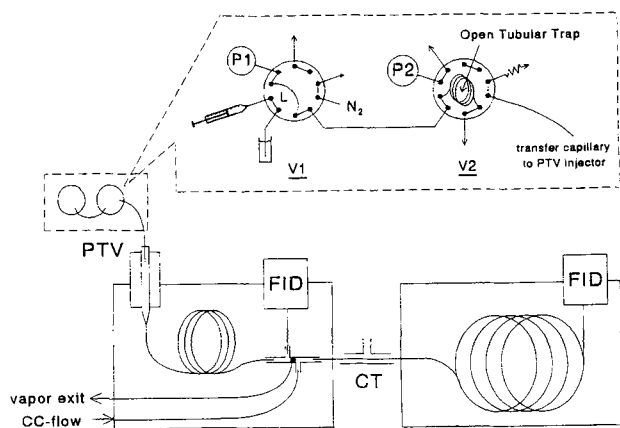 Open Tubular Trap
P1
P2
L
N2
transfer capillary
to PTV injector
V1
V2
PTV
FID
FID
CT
vapor exit
CC-flow